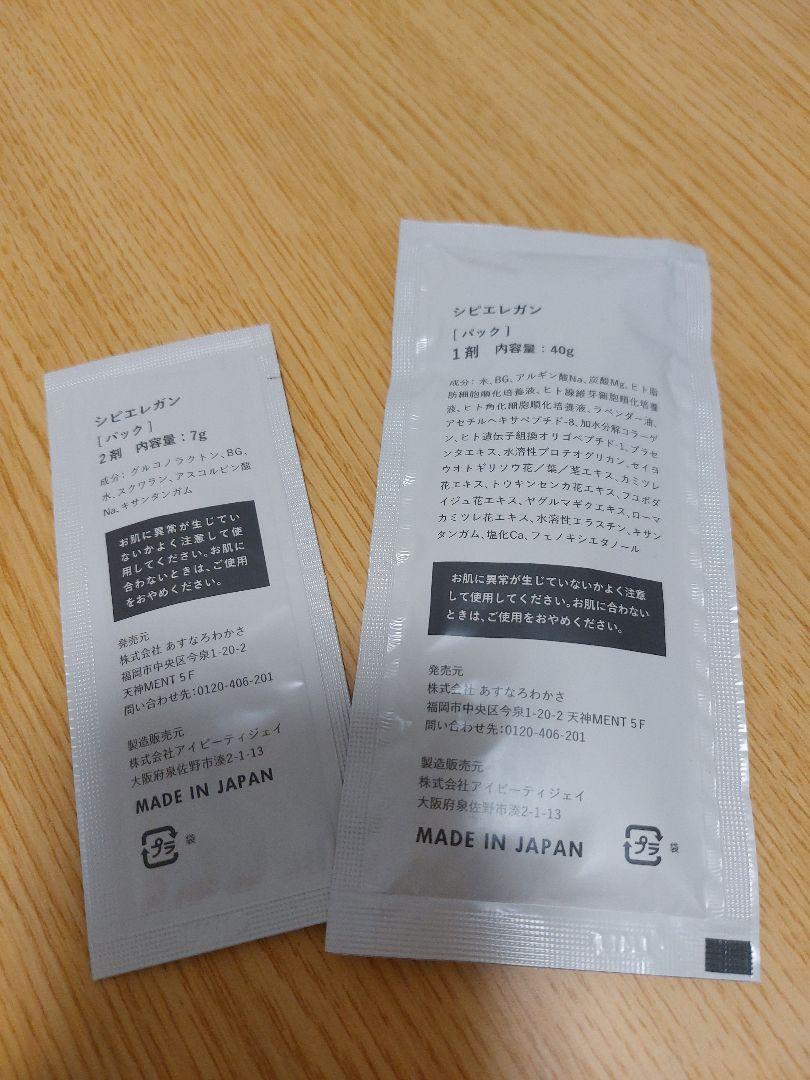 シピエレガン
[パック]
2剤 内容量：7g
成分：グルコノラクトン、BG、
水、スクワラン、アスコルビン酸
Na、キサンタンガム
お肌に異常が生じてい
ないかよく注意して使
用してください。お肌に
合わないときは、ご使用
をおやめください。
発売元
株式会社 あすなろわかさ
福岡市中央区今泉1-20-2
天神MENT 5F
問い合わせ先：0120-406-201
製造販売元
株式会社アイピーティジェイ
大阪府泉佐野市湊2-1-13
MADE IN JAPAN
プラ
袋
シピエレガン
[パック]
1剤 内容量：40g
成分：水、BG、アルギン酸Na、炭酸Mg、ヒト脂
肪細胞順化培養液、ヒト線維芽細胞順化培養
液、ヒト角化細胞順化培養液、ラベンダー油、
アセチルヘキサペプチド-8、加水分解コラーゲ
ン、ヒト遺伝子組換オリゴペプチド-1、プラセ
ンタエキス、水溶性プロテオグリカン、セイヨ
ウオトギリソウ花／葉／茎エキス、カミツレ
花エキス、トウキンセンカ花エキス、フユボダ
イジュ花エキス、ヤグルマギクエキス、ローマ
カミツレ花エキス、水溶性エラスチン、キサン
タンガム、塩化Ca、フェノキシエタノール
お肌に異常が生じていないかよく注意
して使用してください。お肌に合わない
ときは、ご使用をおやめください。
発売元
株式会社 あすなろわかさ
福岡市中央区今泉1-20-2 天神MENT 5F
問い合わせ先：0120-406-201
製造販売元
株式会社アイピーティジェイ
大阪府泉佐野市湊2-1-13
MADE IN JAPAN
プラ
袋